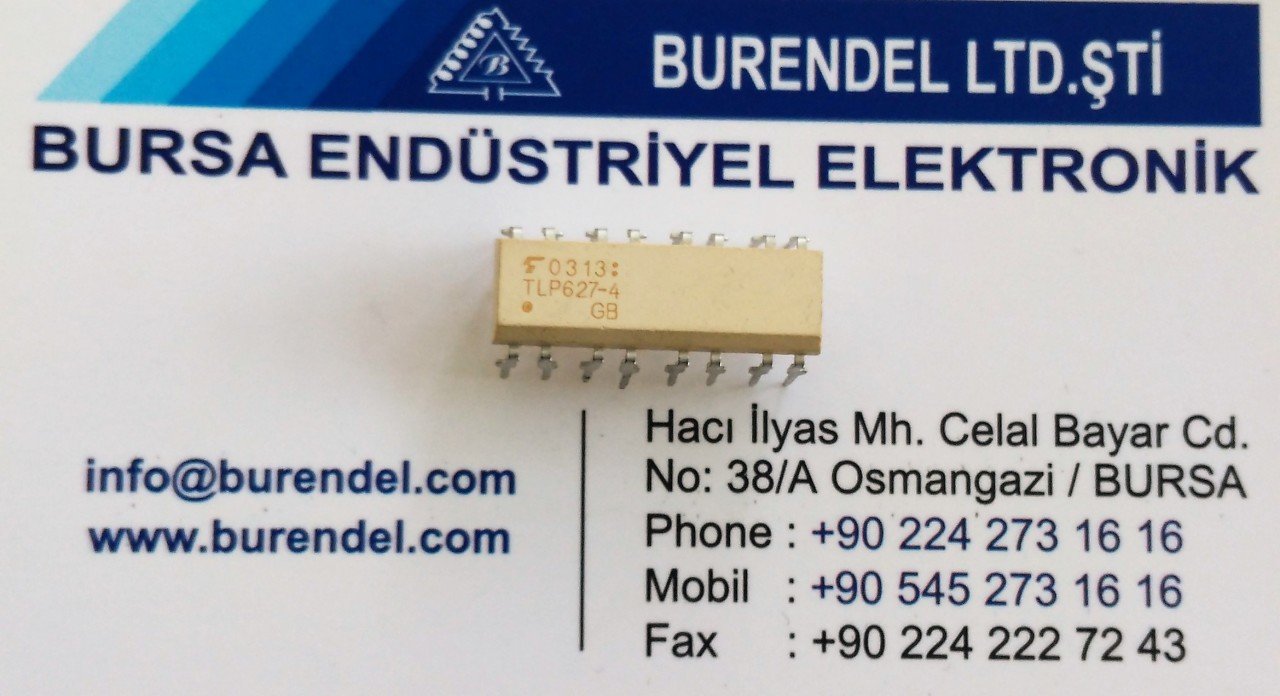 B
BURENDEL LTD.ŞTİ
BURSA ENDÜSTRİYEL ELEKTRONİK
0313:
TLP627-4
GB
info@burendel.com
www.burendel.com
Hacı İlyas Mh. Celal Bayar Cd.
No: 38/A Osmangazi / BURSA
Phone : +90 224 273 16 16
Mobil : +90 545 273 16 16
Fax : +90 224 222 72 43